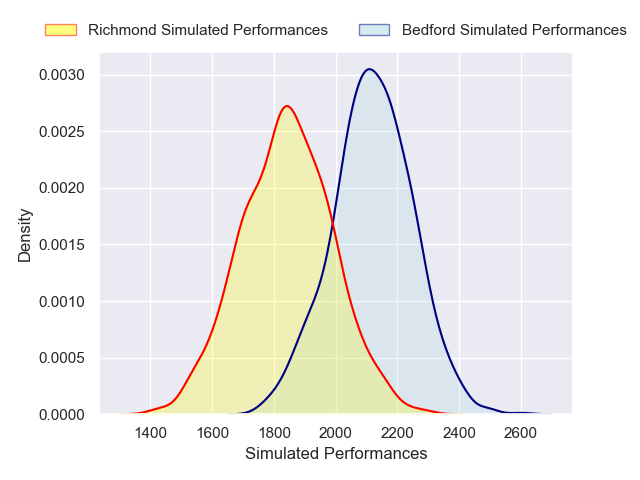 Richmond Simulated Performances Bedford Simulated Performances
0.0030
0.0025
0.0020
0.0015
0.0010
0.0005
0.0000
Density
1400 1600 1800 2000 2200 2400 2600
Simulated Performances